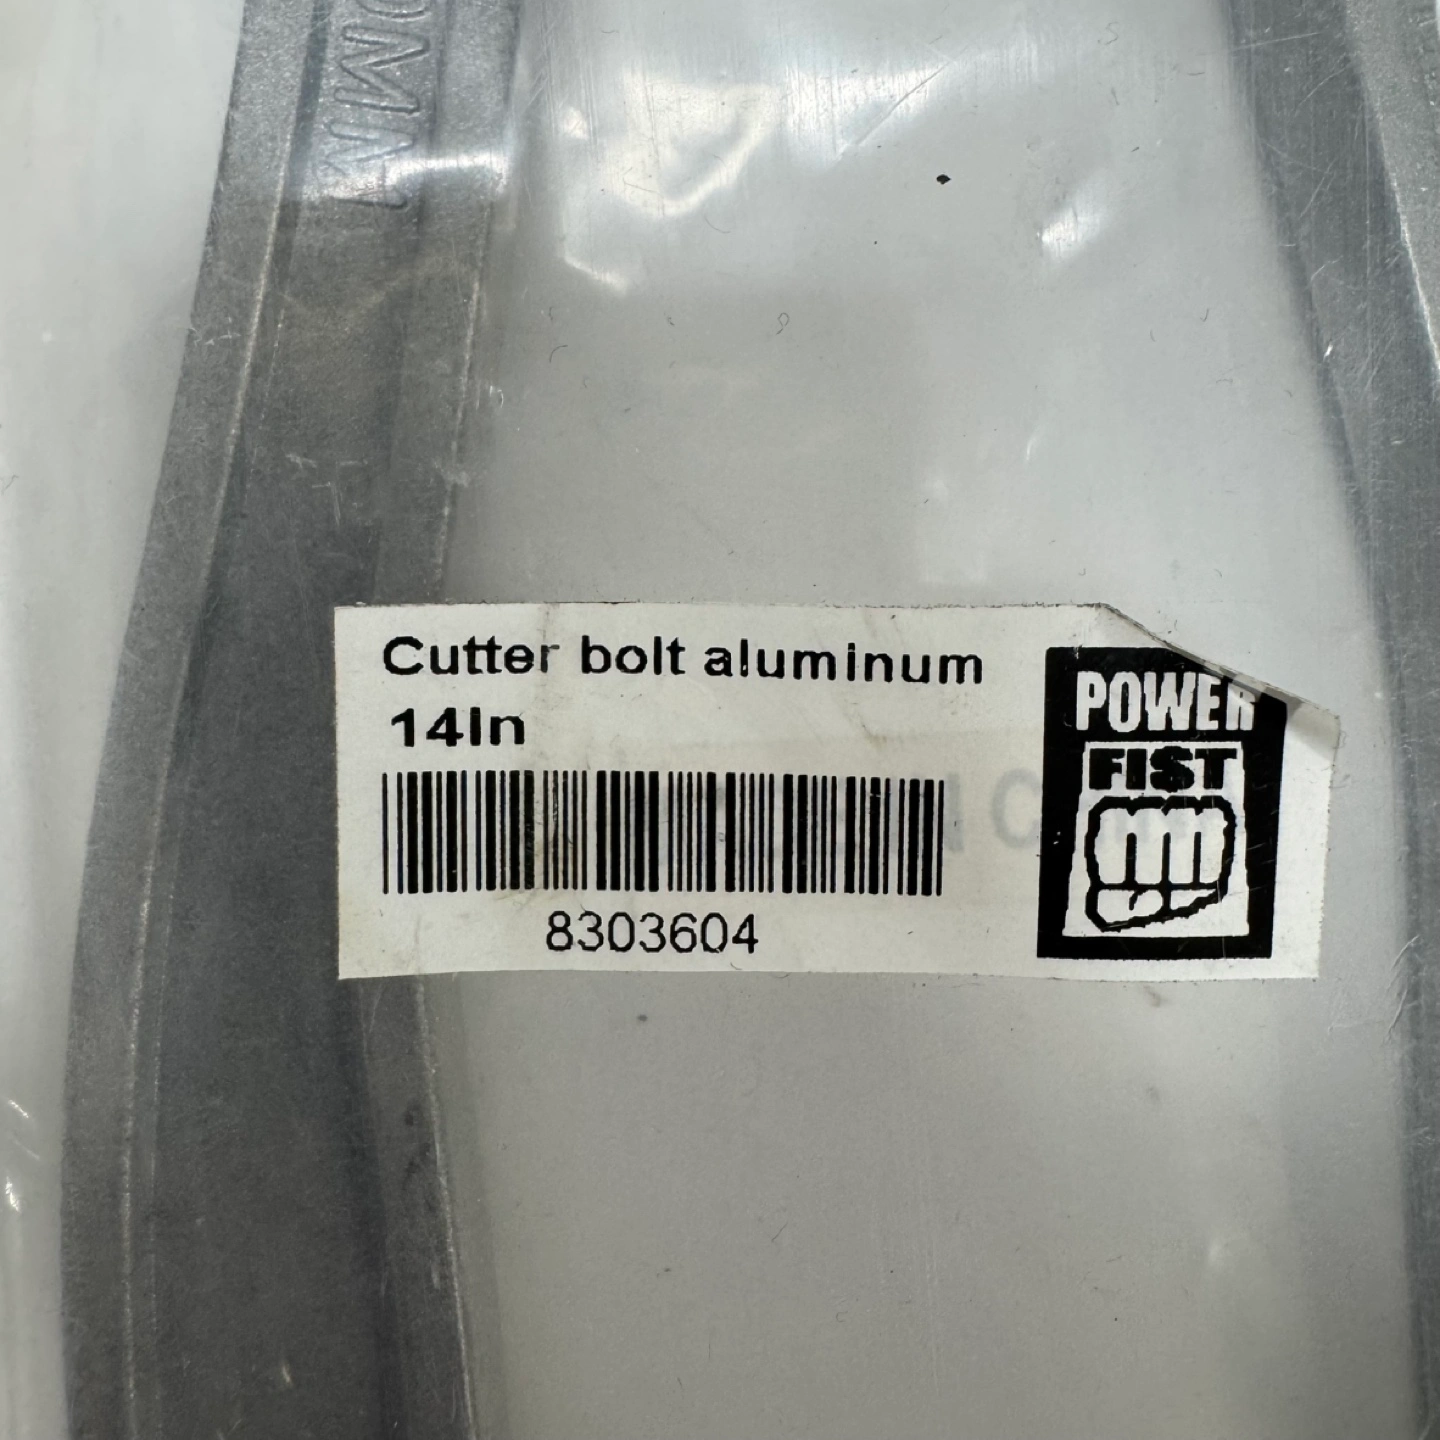 Cutter bolt aluminum
14In
8303604
POWER
FIST